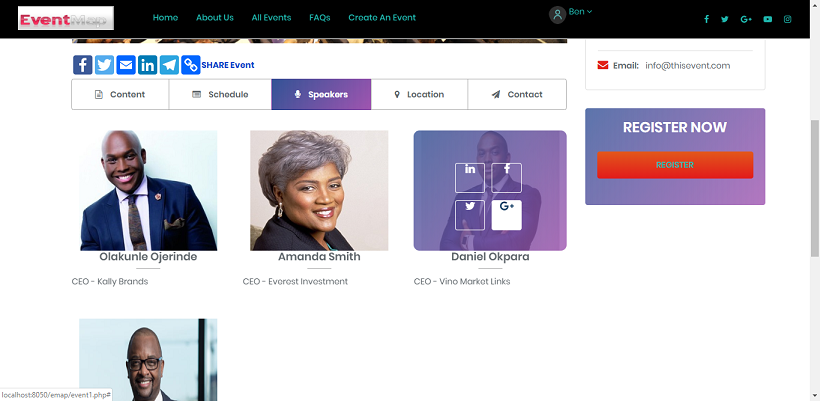 EventMap
Home About Us All Events FAQs Create An Event
Ben
SHARE Event
Email: info@thisevent.com
Content Schedule Speakers Location Contact
REGISTER NOW
REGISTER
Olakunle Ojerinde Amanda Smith Daniel Okpara
CEO - Kally Brands CEO - Everest Investment CEO - Vino Market Links
localhost:8050/emap/event1.php#